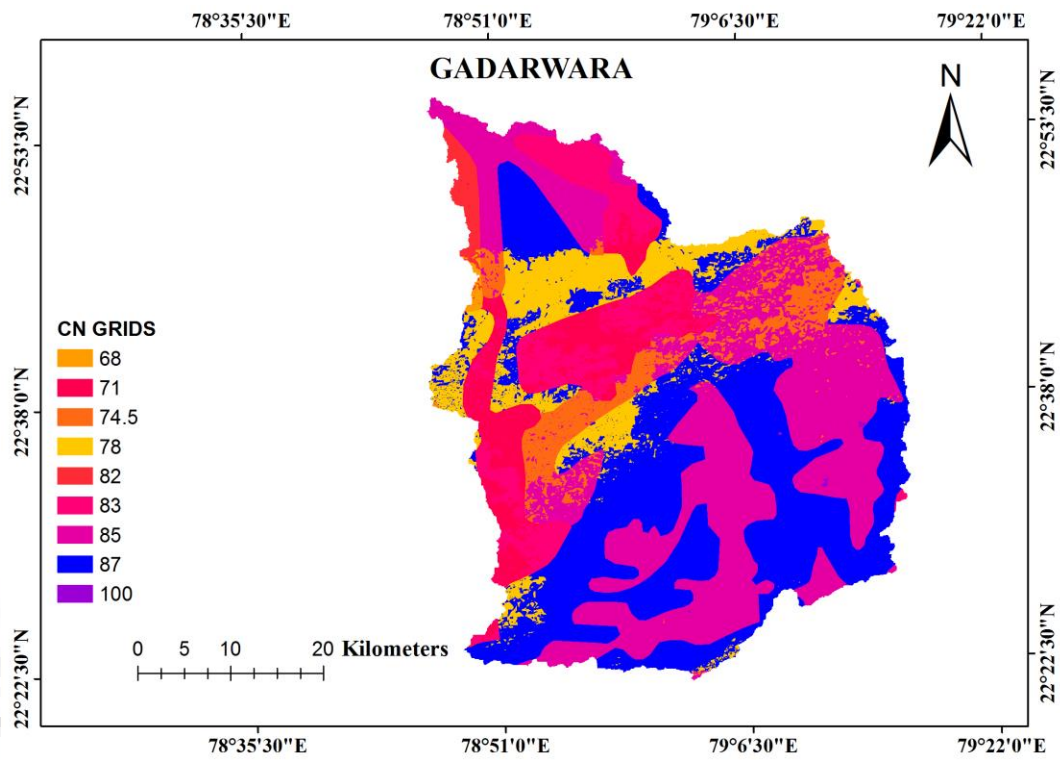 78°35'30"E 78°51'0"E 79°6'30"E 79°22'0"E
GADARWARA
N
22°53'30"N 22°53'30"N
CN GRIDS
68
71
74.5
78
82
83
85
87
100
22°38'0"N 22°38'0"N
0 5 10 20 Kilometers
22°22'30"N 22°22'30"N
78°35'30"E 78°51'0"E 79°6'30"E 79°22'0"E